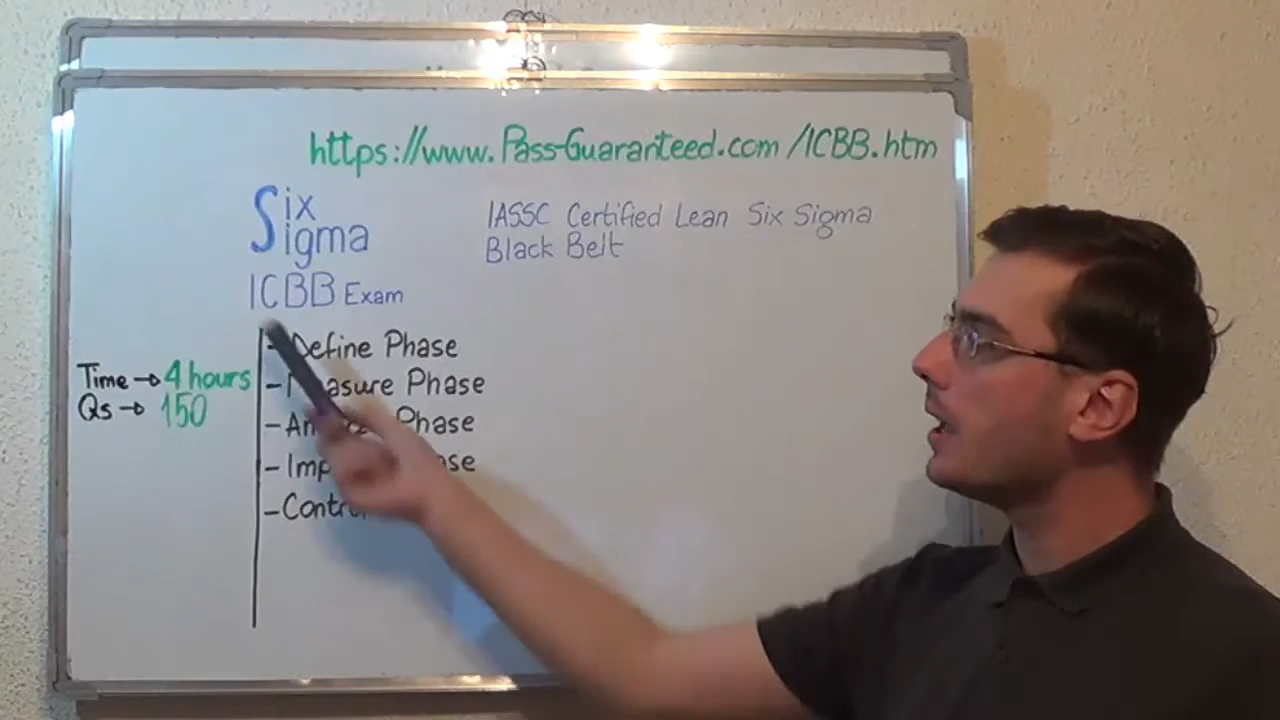 https://www.Pass-Guaranteed.com/ICBB.htm
Six
Sigma
IASSC Certified Lean Six Sigma
Black Belt
ICBB Exam
Time → 4 hours
Qs → 150
- Define Phase
- Phase
- Phase
-
-